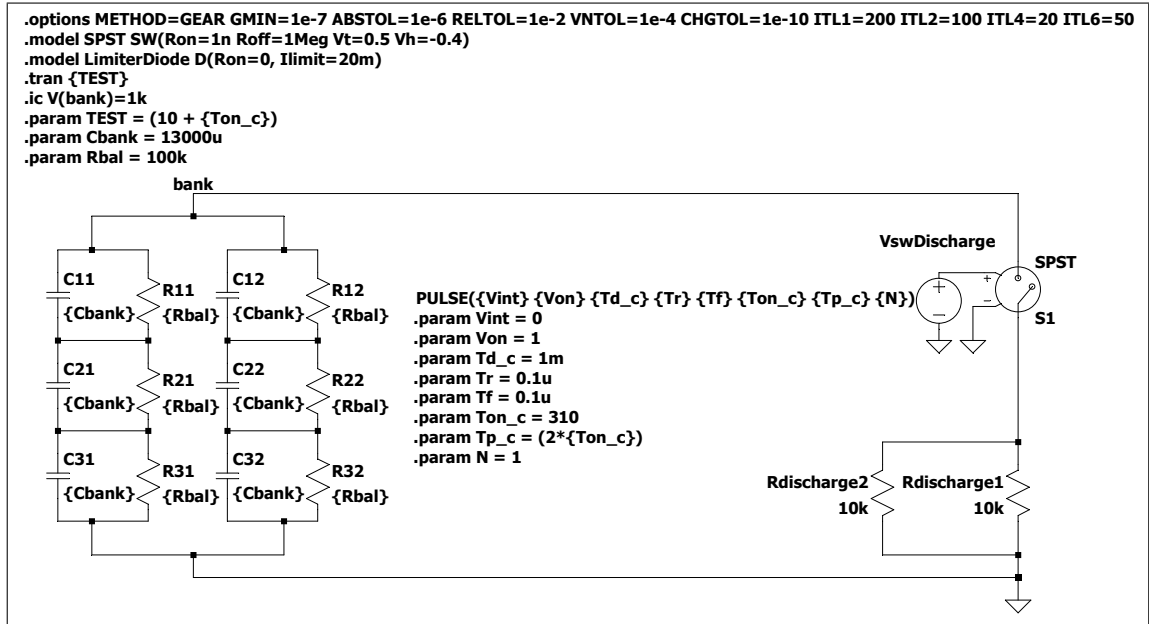 .options METHOD=GEAR GMIN=1e-7 ABSTOL=1e-6 RELTOL=1e-2 VNTOL=1e-4 CHGTOL=1e-10 ITL1=200 ITL2=100 ITL4=20 ITL6=50
.model SPST SW(Ron=1n Roff=1Meg Vt=0.5 Vh=-0.4)
.model LimiterDiode D(Ron=0, Ilimit=20m)
.tran {TEST}
.ic V(bank)=1k
.param TEST = (10 + {Ton_c})
.param Cbank = 13000u
.param Rbal = 100k
bank
C11
{Cbank}
R11
{Rbal}
C12
{Cbank}
R12
{Rbal}
C21
{Cbank}
R21
{Rbal}
C22
{Cbank}
R22
{Rbal}
C31
{Cbank}
R31
{Rbal}
C32
{Cbank}
R32
{Rbal}
PULSE({Vint} {Von} {Td_c} {Tr} {Tf} {Ton_c} {Tp_c} {N})
.param Vint = 0
.param Von = 1
.param Td_c = 1m
.param Tr = 0.1u
.param Tf = 0.1u
.param Ton_c = 310
.param Tp_c = (2*{Ton_c})
.param N = 1
VswDischarge
SPST
S1
Rdischarge2
10k
Rdischarge1
10k